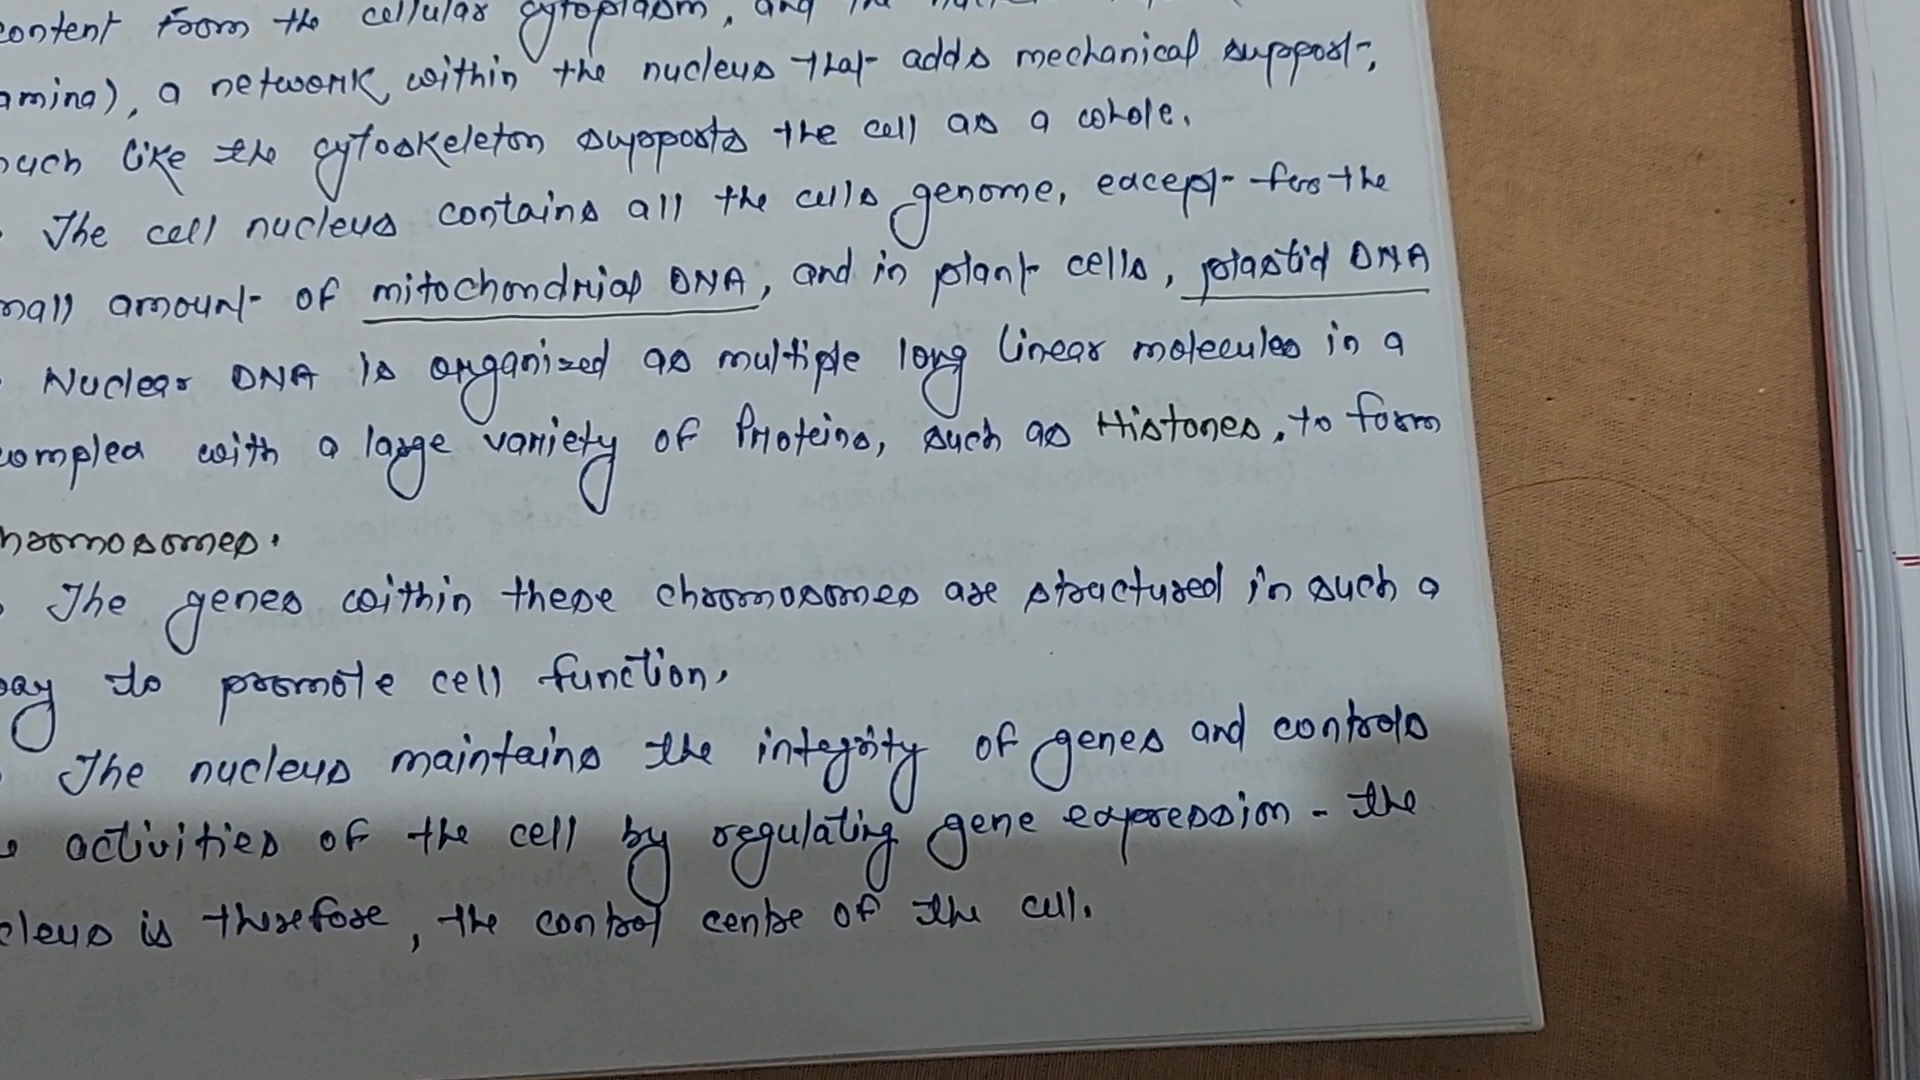 content from the cellular cytoplasm, and the
amina), a network within the nucleus that adds mechanical support,
uch like the cytoskeleton supports the cell as a whole.
The cell nucleus contains all the cells genome, except for the
mall amount of mitochondrial DNA, and in plant cells, plastid DNA
Nuclear DNA is organized as multiple long linear molecules in a
complex with a large variety of Proteins, such as Histones, to form
hromosomes.
The genes within these chromosomes are structured in such a
way to promote cell function.
The nucleus maintains the integrity of genes and controls
e activities of the cell by regulating gene expression - the
cleus is therefore, the control centre of the cell.